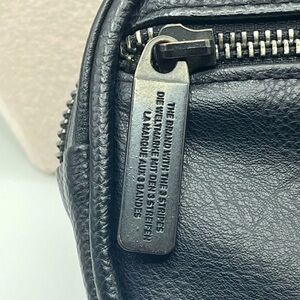 THE BRAND WITH THE 3 STRIPES
DIE WELTMARKE MIT DEN 3 STREIFEN
LA MARQUE AUX 3 BANDES